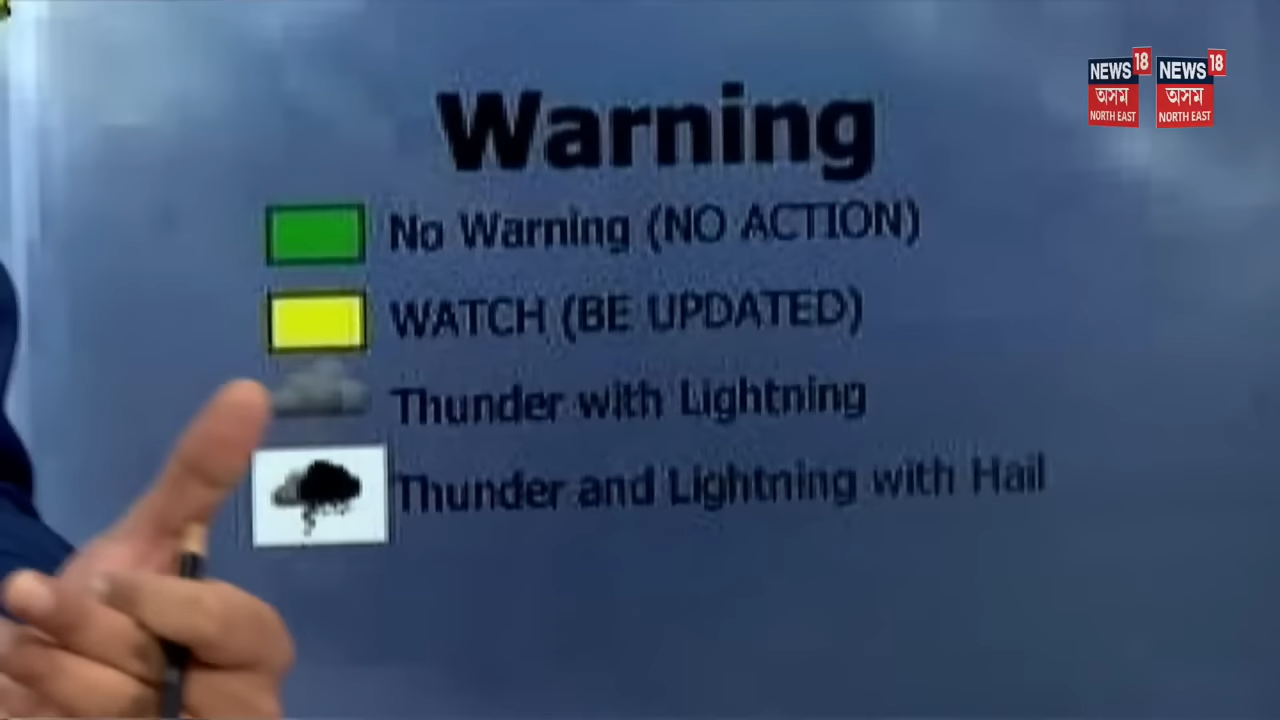 Warning
No Warning (NO ACTION)
WATCH (BE UPDATED)
Thunder with Lightning
Thunder and Lightning with Hail
NEWS 18
অসম
NORTH EAST
NEWS 18
অসম
NORTH EAST